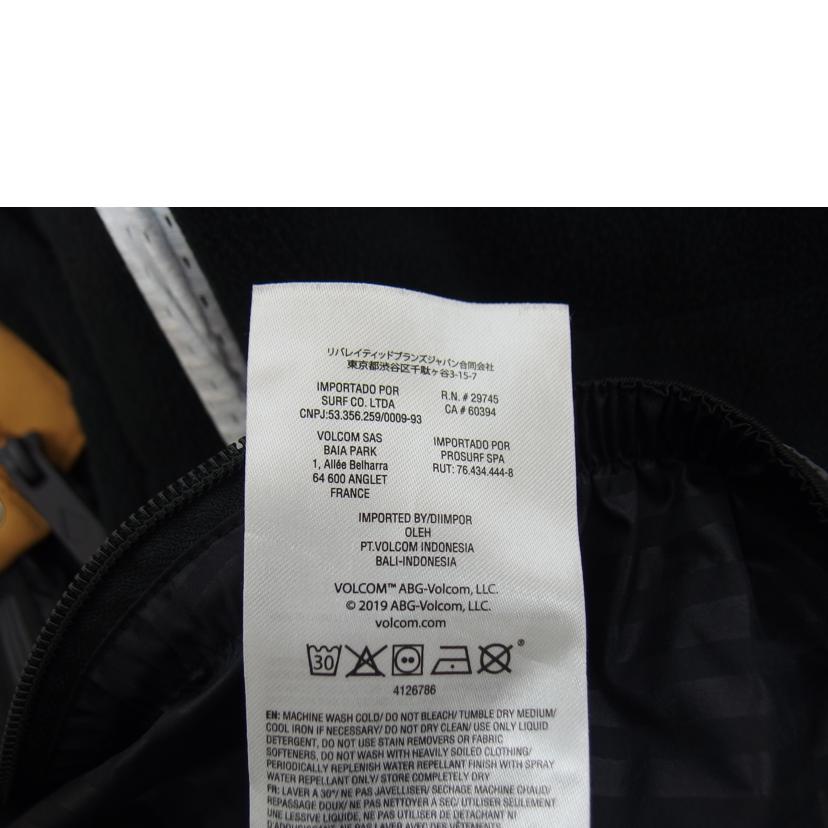 リバレイティッドブランズジャパン合同会社
東京都渋谷区千駄ヶ谷3-15-7
IMPORTADO POR
SURF CO. LTDA
CNPJ:53.356.259/0009-93
R.N. # 29745
CA # 60394
VOLCOM SAS
BAIA PARK
1, Allée Belharra
64 600 ANGLET
FRANCE
IMPORTADO POR
PROSURF SPA
RUT: 76.434.444-8
IMPORTED BY/DIIMPOR
OLEH
PT.VOLCOM INDONESIA
BALI-INDONESIA
VOLCOM™ ABG-Volcom, LLC.
© 2019 ABG-Volcom, LLC.
volcom.com
30
®
4126786
EN: MACHINE WASH COLD/ DO NOT BLEACH/ TUMBLE DRY MEDIUM/
COOL IRON IF NECESSARY/ DO NOT DRY CLEAN/ USE ONLY LIQUID
DETERGENT, DO NOT USE STAIN REMOVERS OR FABRIC
SOFTENERS, DO NOT WASH WITH HEAVILY SOILED CLOTHING/
PERIODICALLY REPLENISH WATER REPELLANT FINISH WITH SPRAY
WATER REPELLANT ONLY/ STORE COMPLETELY DRY
FR: LAVER A 30°/ NE PAS JAVELLISER/ SECHAGE MACHINE CHAUD/
REPASSAGE DOUX/ NE PAS NETTOYER A SEC/ UTILISER SEULEMENT
UNE LESSIVE LIQUIDE, NE PAS UTILISER DE DETACHANT NI
D'ADOUCISSANT, NE PAS LAVER AVEC DES VÊTEMENTS